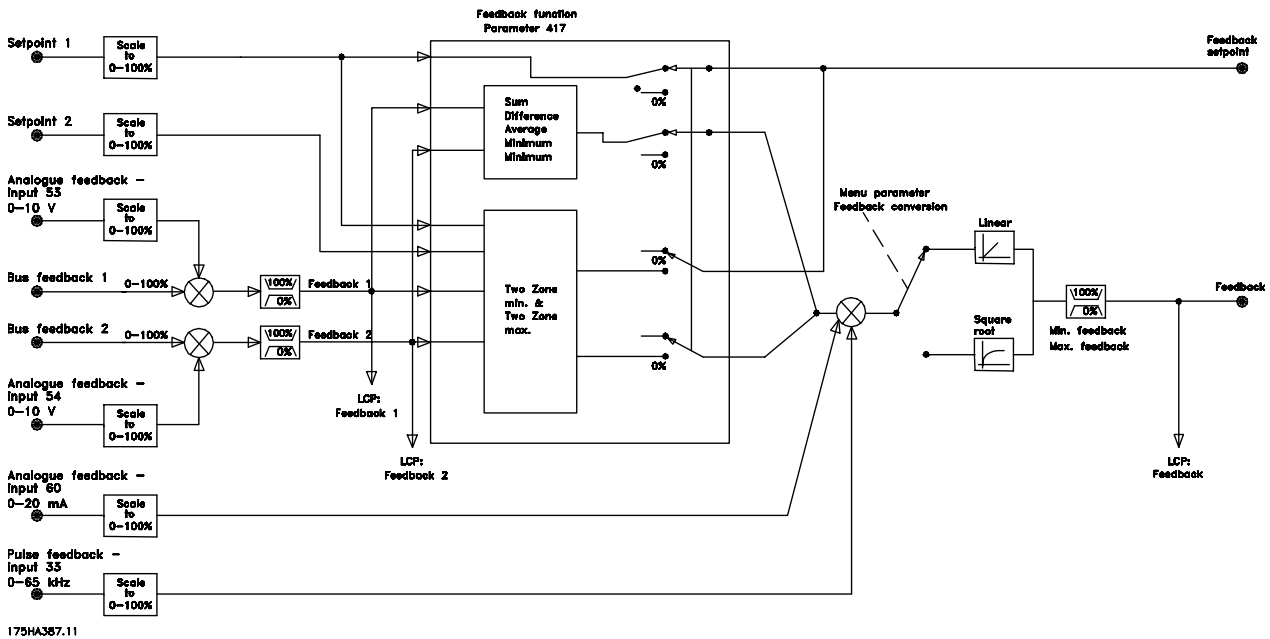 Feedback function
Parameter 417
Setpoint 1
Scale
to
0-100%
Feedback
setpoint
0%
Sum
Difference
Average
Minimum
Minimum
Setpoint 2
Scale
to
0-100%
0%
Analogue feedback -
input 53
0-10 V
Scale
to
0-100%
Menu parameter
Feedback conversion
Linear
0%
Bus feedback 1
0-100%
100%
0%
Feedback 1
Two Zone
min. &
Two Zone
max.
100%
0%
Feedback
Bus feedback 2
0-100%
100%
0%
Feedback 2
Square
root
Min. feedback
Max. feedback
0%
Analogue feedback -
input 54
0-10 V
Scale
to
0-100%
LCP:
Feedback 1
LCP:
Feedback 2
LCP:
Feedback
Analogue feedback -
input 60
0-20 mA
Scale
to
0-100%
Pulse feedback -
input 33
0-65 kHz
Scale
to
0-100%
175HA387.11